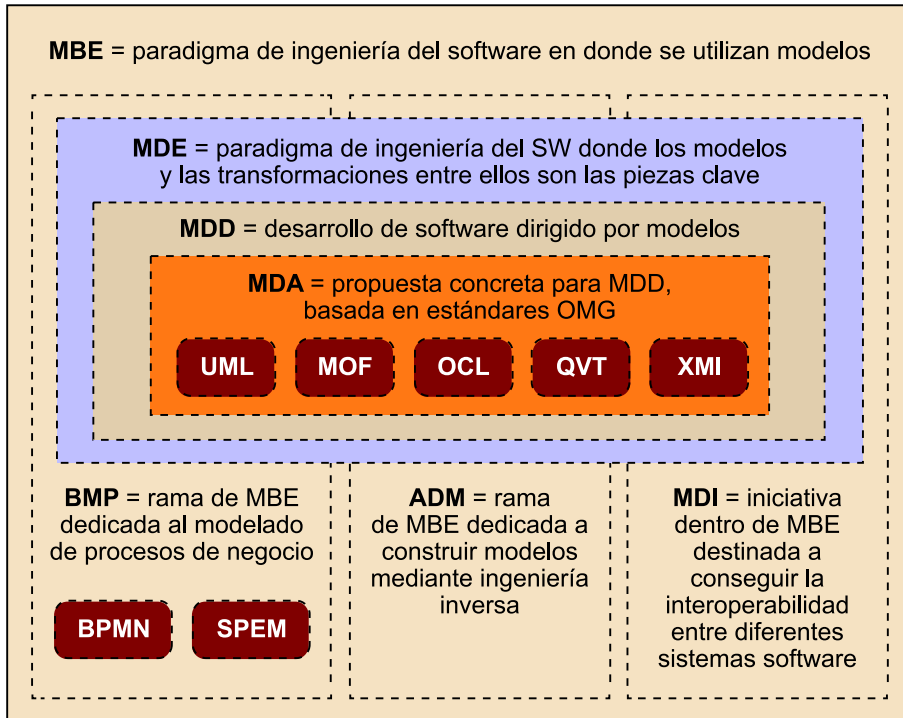 MBE = paradigma de ingeniería del software en donde se utilizan modelos
MDE = paradigma de ingeniería del SW donde los modelos
y las transformaciones entre ellos son las piezas clave
MDD = desarrollo de software dirigido por modelos
MDA = propuesta concreta para MDD,
basada en estándares OMG
UML
MOF
OCL
QVT
XMI
BMP = rama de MBE
dedicada al modelado
de procesos de negocio
BPMN
SPEM
ADM = rama
de MBE dedicada a
construir modelos
mediante ingeniería
inversa
MDI = iniciativa
dentro de MBE
destinada a
conseguir la
interoperabilidad
entre diferentes
sistemas software